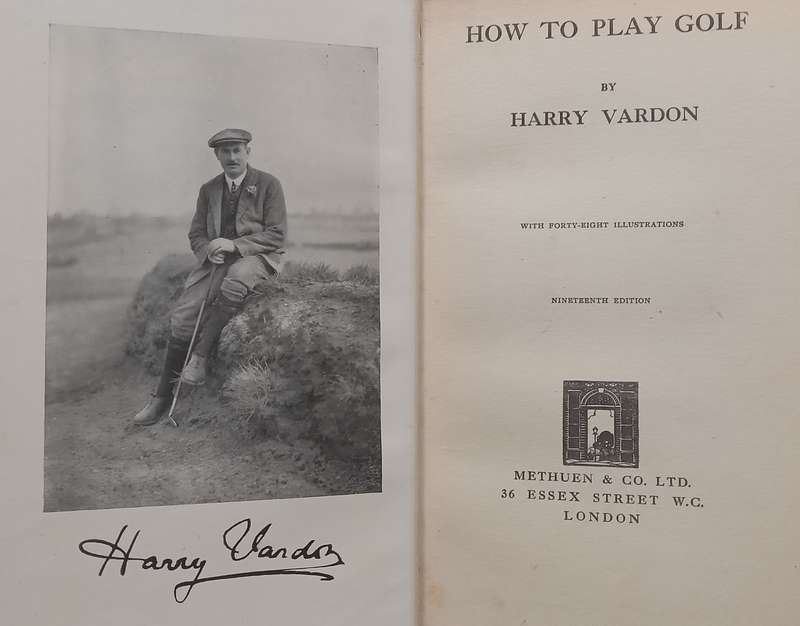 Harry Vardon
HOW TO PLAY GOLF
BY
HARRY VARDON
WITH FORTY-EIGHT ILLUSTRATIONS
NINETEENTH EDITION
METHUEN & CO. LTD.
36 ESSEX STREET W.C.
LONDON